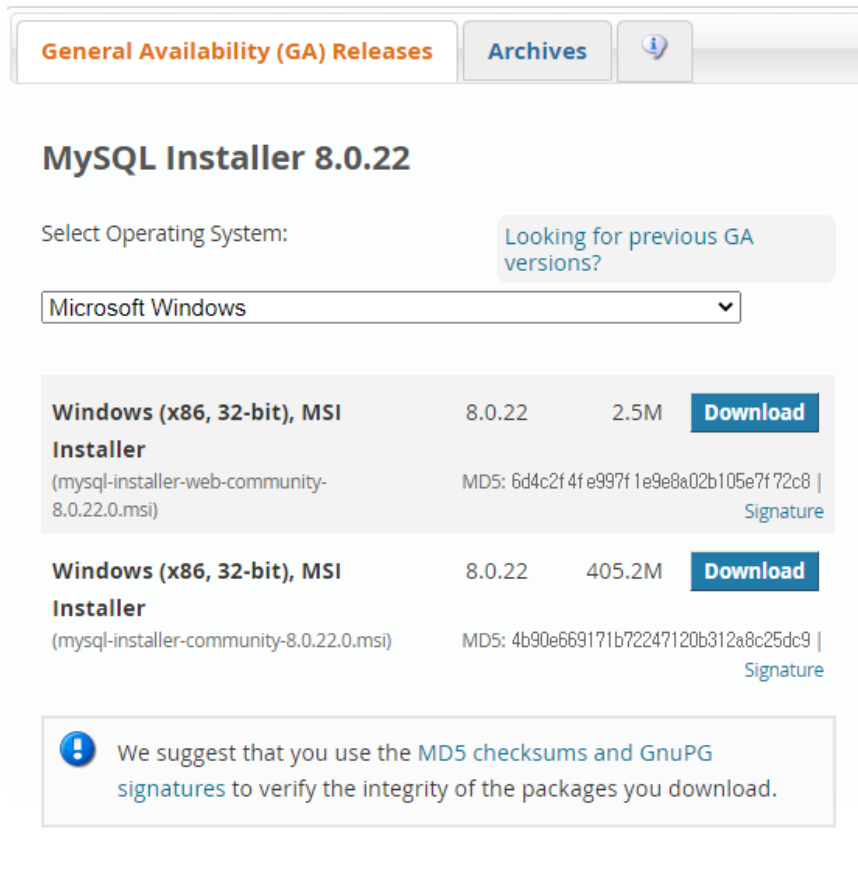 General Availability (GA) Releases
Archives
MySQL Installer 8.0.22
Select Operating System:
Looking for previous GA
versions?
Microsoft Windows
Windows (x86, 32-bit), MSI
Installer
8.0.22
2.5M
Download
(mysql-installer-web-community-
8.0.22.0.msi)
MD5: 6d4c2f4fe997f1e9e8a02b105e7f72c8 |
Signature
Windows (x86, 32-bit), MSI
Installer
8.0.22
405.2M
Download
(mysql-installer-community-8.0.22.0.msi)
MD5: 4b90e669171b72247120b312a8c25dc9 |
Signature
We suggest that you use the MD5 checksums and GnuPG
signatures to verify the integrity of the packages you download.